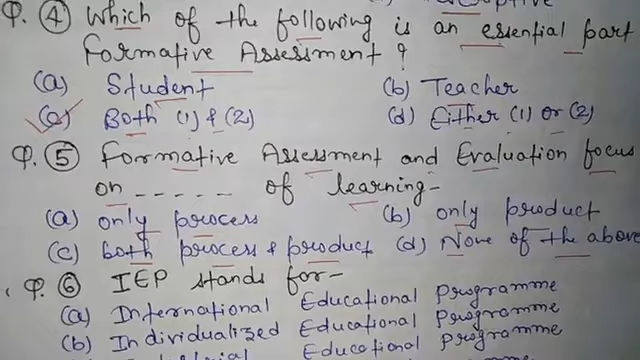 Q. ④ Which of the following is an essential part
Formative Assessment?
(a) Student (b) Teacher
(c) Both (1) & (2) (d) Either (1) or (2)
Q. ⑤ Formative Assessment and Evaluation focus
on _ _ _ _ _ of learning-
(a) only process (b) only product
(c) both process & product (d) None of the above
Q. ⑥ IEP stands for-
(a) International Educational Programme
(b) Individualized Educational Programme
Educational Programme